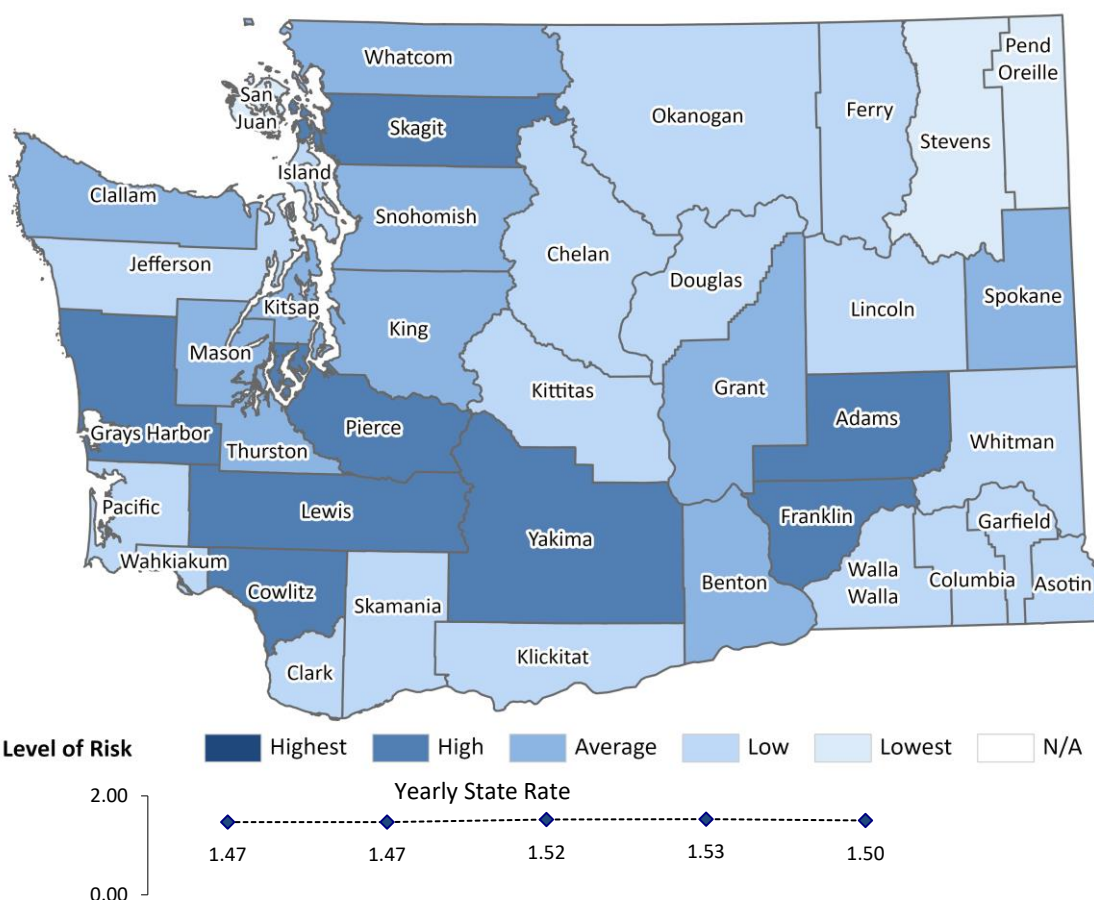 Whatcom
San
Juan
Skagit
Okanogan
Ferry
Pend
Oreille
Stevens
Island
Clallam
Snohomish
Jefferson
Chelan
Douglas
Kitsap
King
Lincoln
Spokane
Mason
Kittitas
Grant
Adams
Grays Harbor
Pierce
Thurston
Whitman
Pacific
Lewis
Yakima
Franklin
Garfield
Wahkiakum
Cowlitz
Skamania
Benton
Walla
Walla
Columbia
Asotin
Clark
Klickitat
Level of Risk Highest High Average Low Lowest N/A
Yearly State Rate
2.00
1.47 1.47 1.52 1.53 1.50
0.00